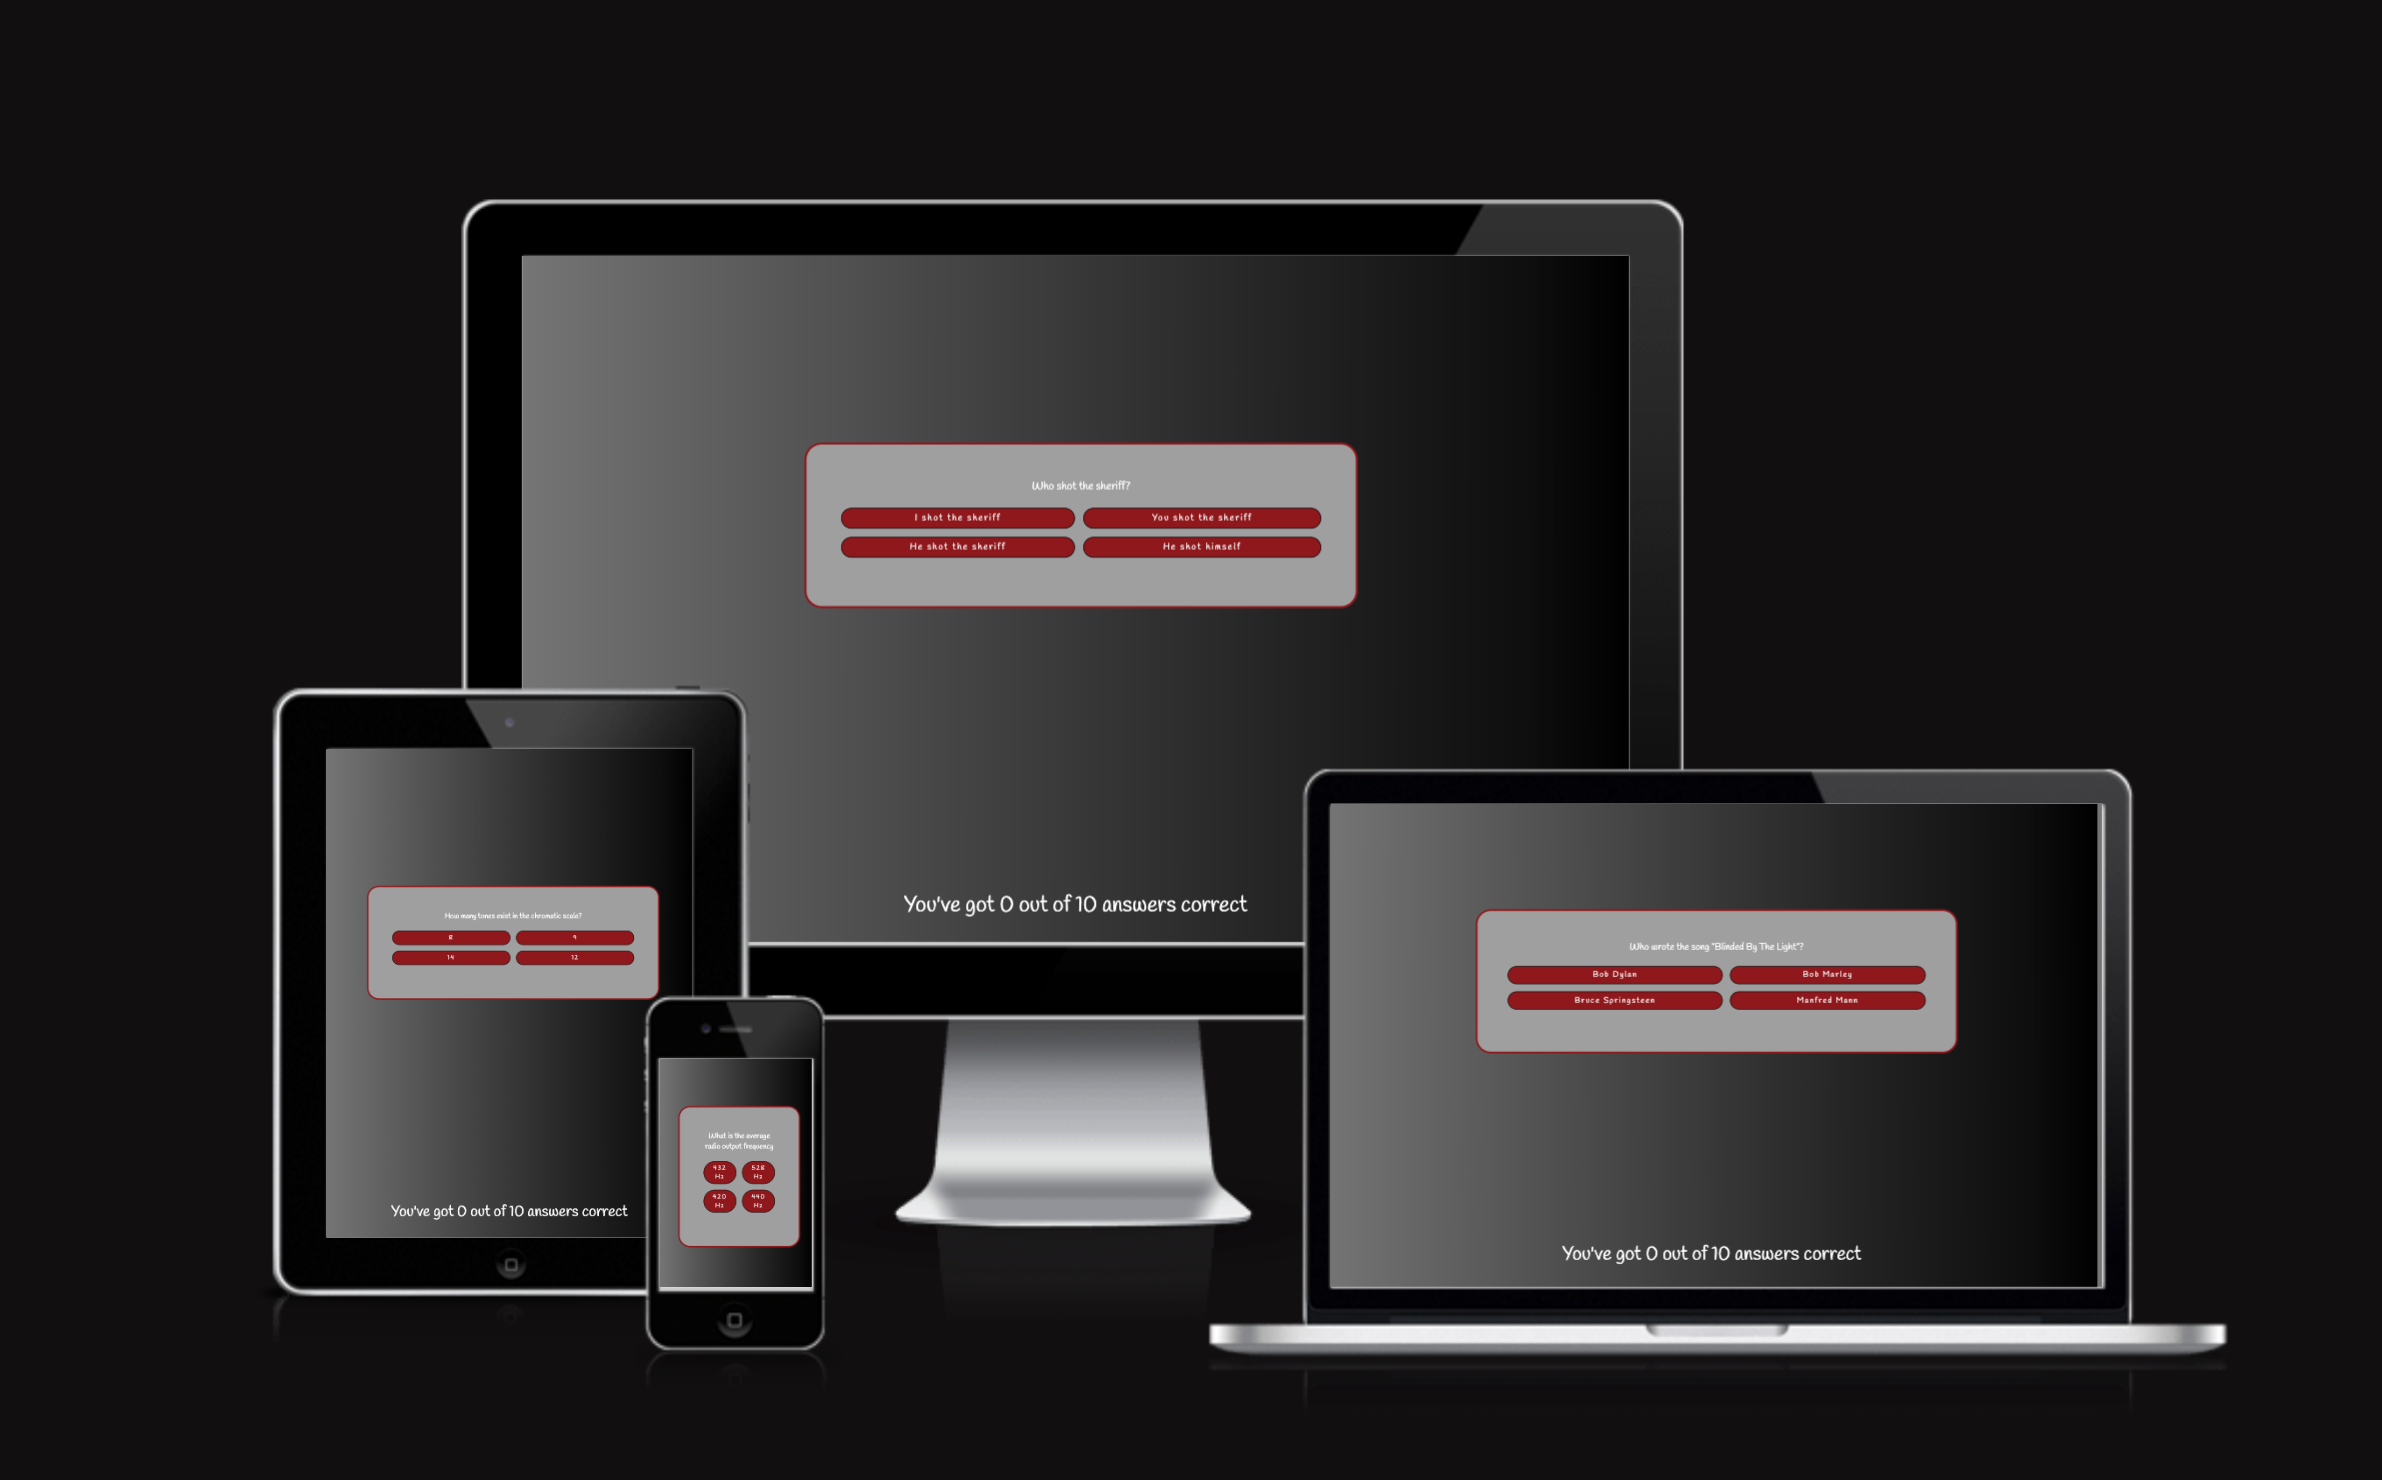 Who shot the sheriff?
I shot the sheriff
You shot the sheriff
He shot the sheriff
He shot himself
You've got 0 out of 10 answers correct
How many tones exist in the chromatic scale?
8
9
14
12
You've got 0 out of 10 answers correct
What is the average
radio output frequency
432
Hz
528
Hz
420
Hz
440
Hz
Who wrote the song "Blinded By The Light"?
Bob Dylan
Bob Marley
Bruce Springsteen
Manfred Mann
You've got 0 out of 10 answers correct